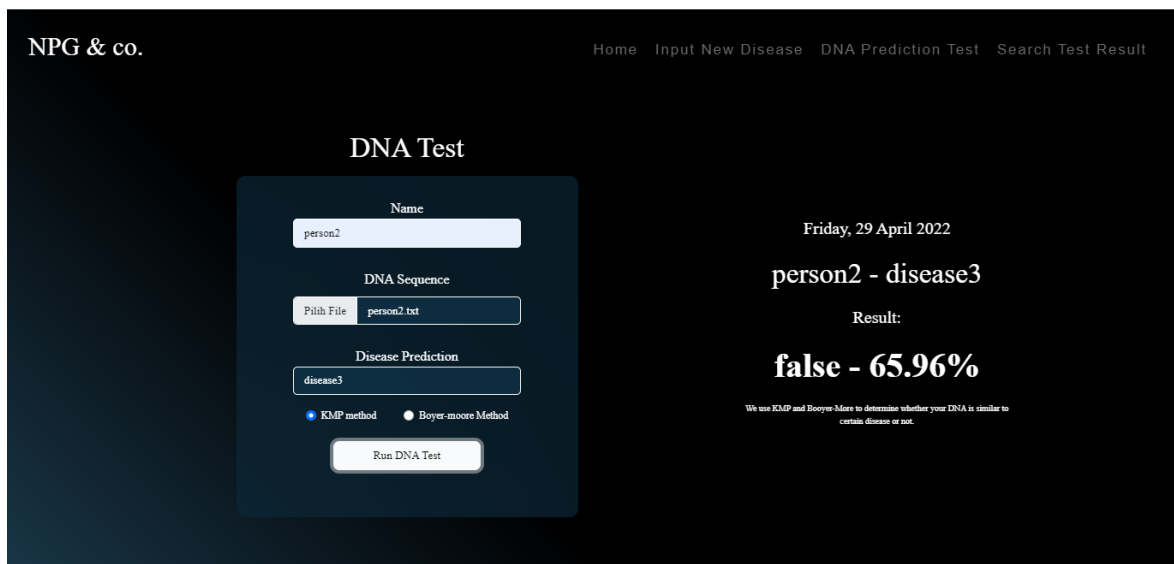 NPG & co.
Home Input New Disease DNA Prediction Test Search Test Result
DNA Test
Name
person2
DNA Sequence
Pilih File person2.txt
Disease Prediction
disease3
KMP method Boyer-moore Method
Run DNA Test
Friday, 29 April 2022
person2 - disease3
Result:
false - 65.96%
We use KMP and Booyer-More to determine whether your DNA is similar to
certain disease or not.